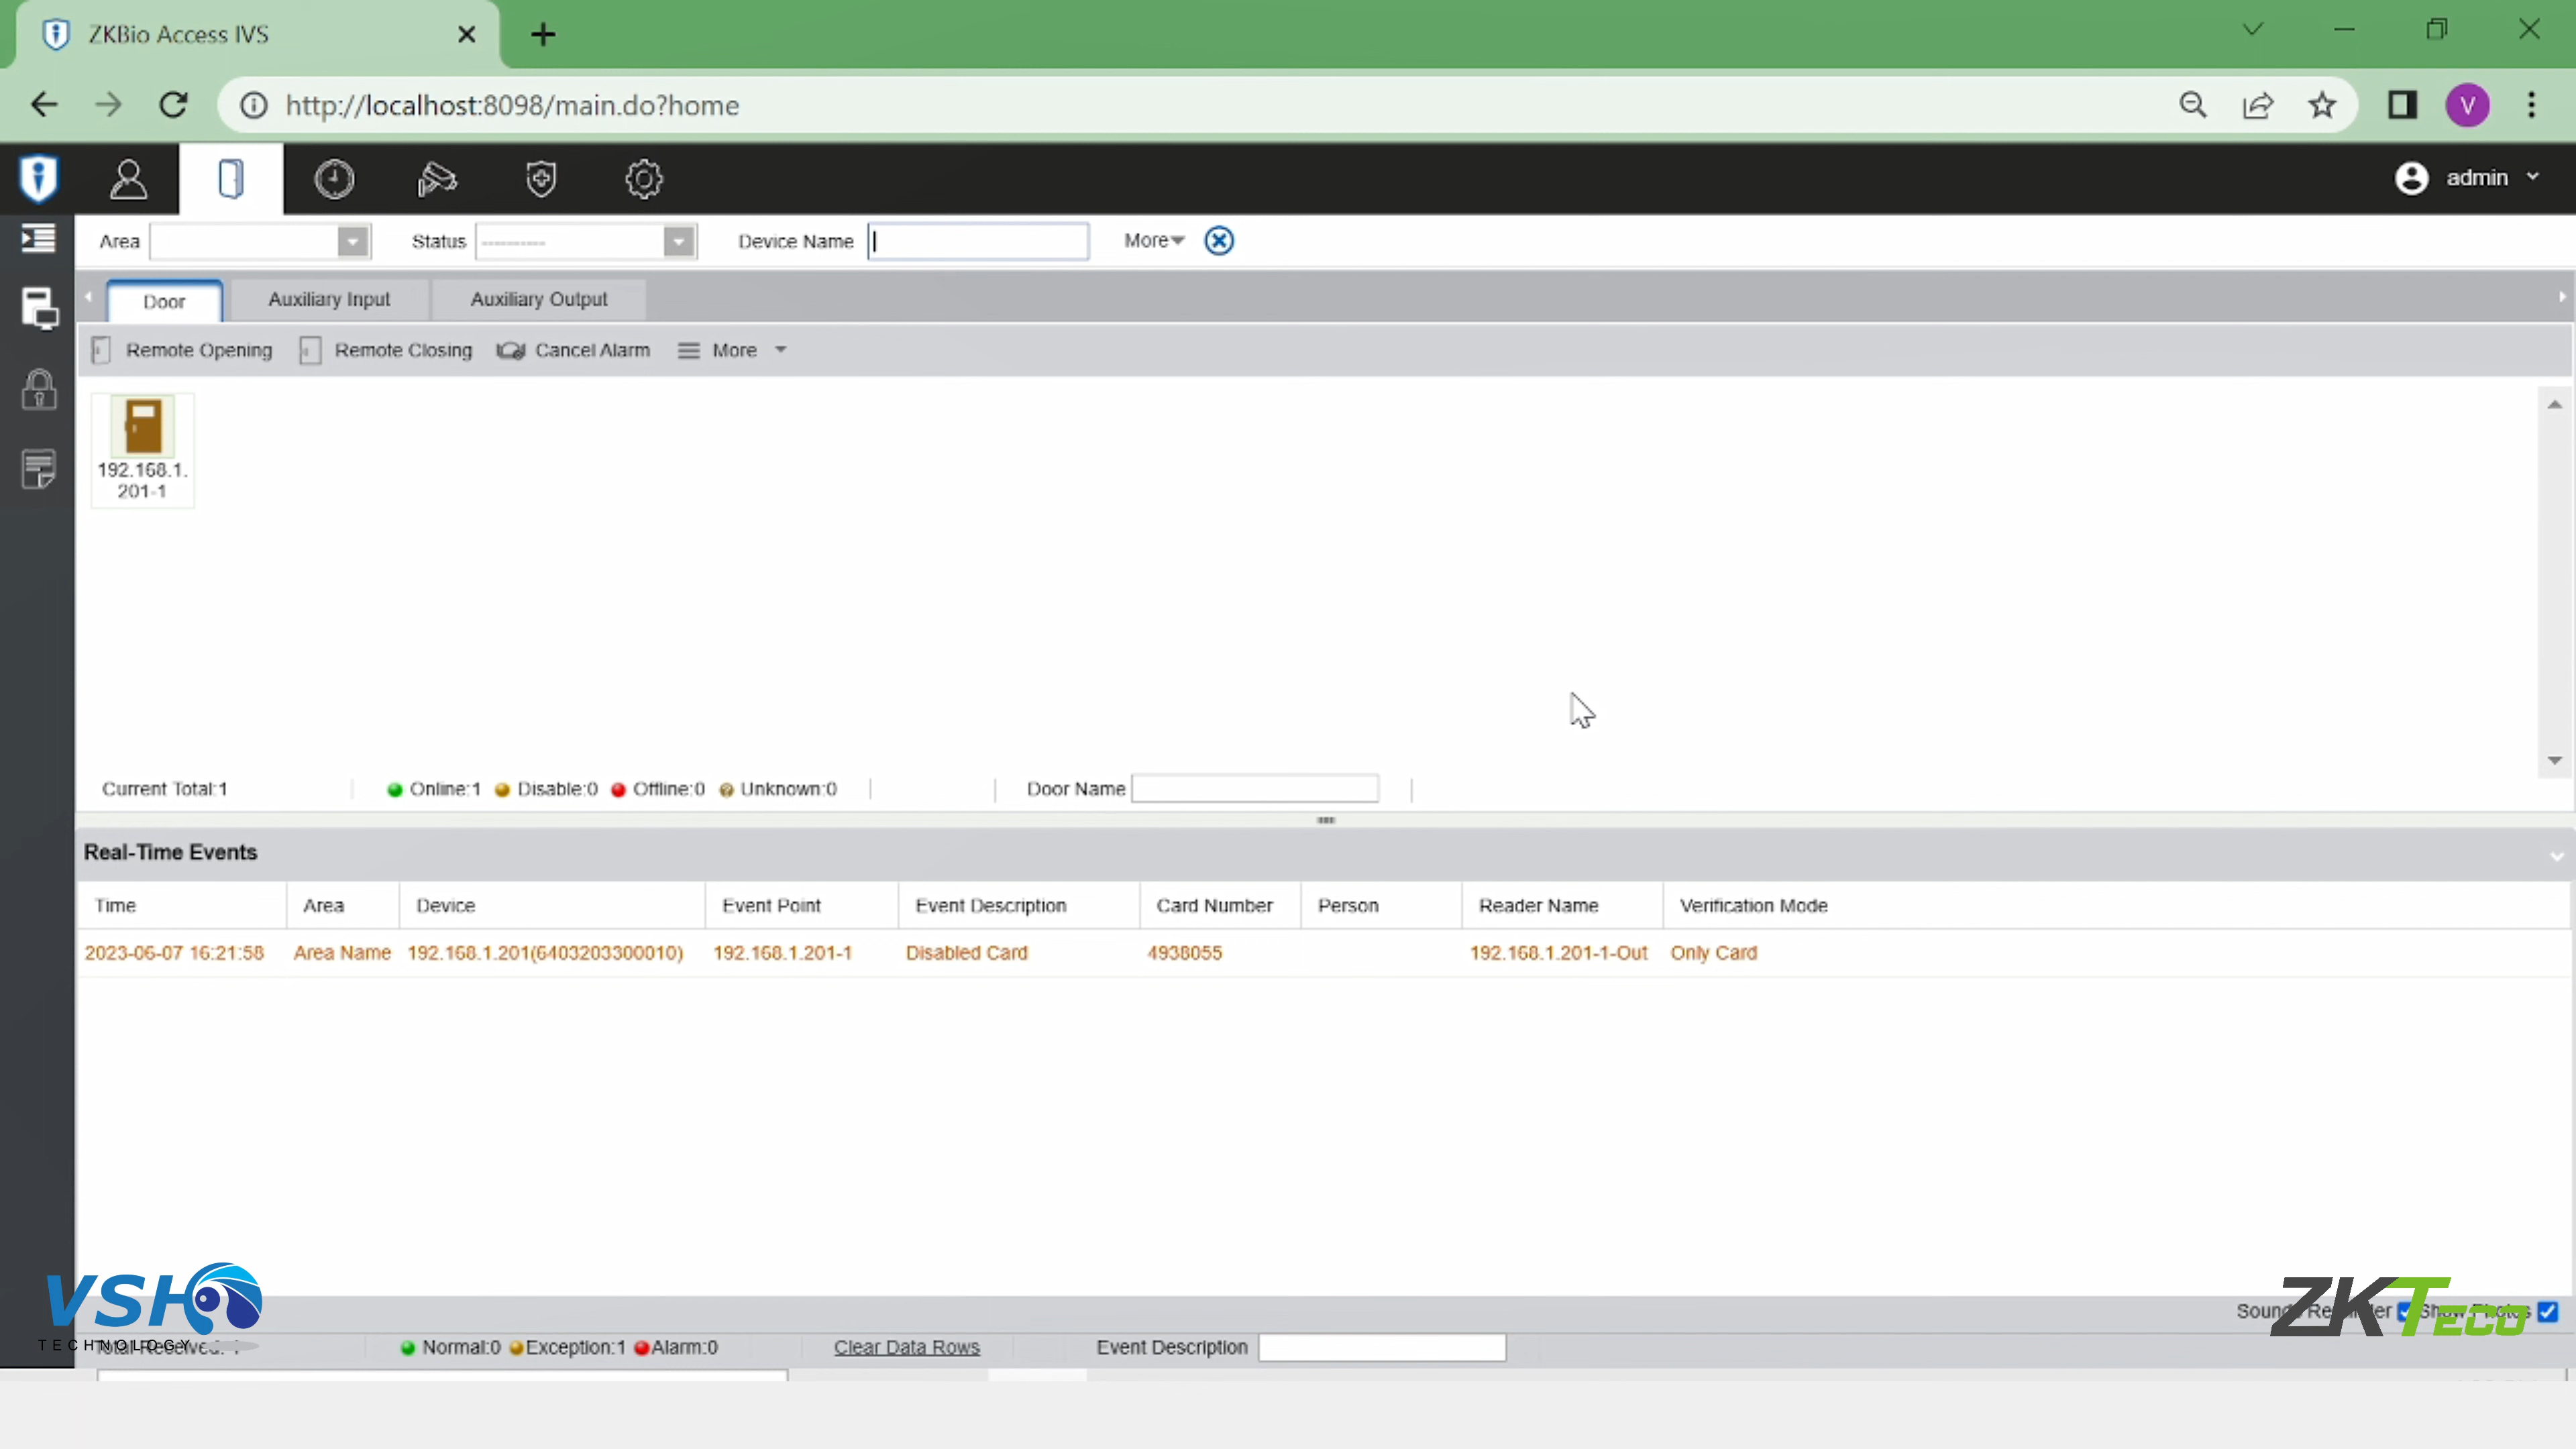 ZKBio Access IVS
http://localhost:8098/main.do?home
V
admin
Area
Status ----------
Device Name
More
Door
Auxiliary Input
Auxiliary Output
Remote Opening
Remote Closing
Cancel Alarm
More
192.168.1.
201-1
Current Total:1
Online:1 Disable:0 Offline:0 Unknown:0
Door Name
Real-Time Events
Time Area Device Event Point Event Description Card Number Person Reader Name Verification Mode
2023-06-07 16:21:58 Area Name 192.168.1.201(6403203300010) 192.168.1.201-1 Disabled Card 4938055 192.168.1.201-1-Out Only Card
VSH
TECHNOLOGY
ZKTeco
Show Photos
Total Received:
Normal:0 Exception:1 Alarm:0
Clear Data Rows
Event Description